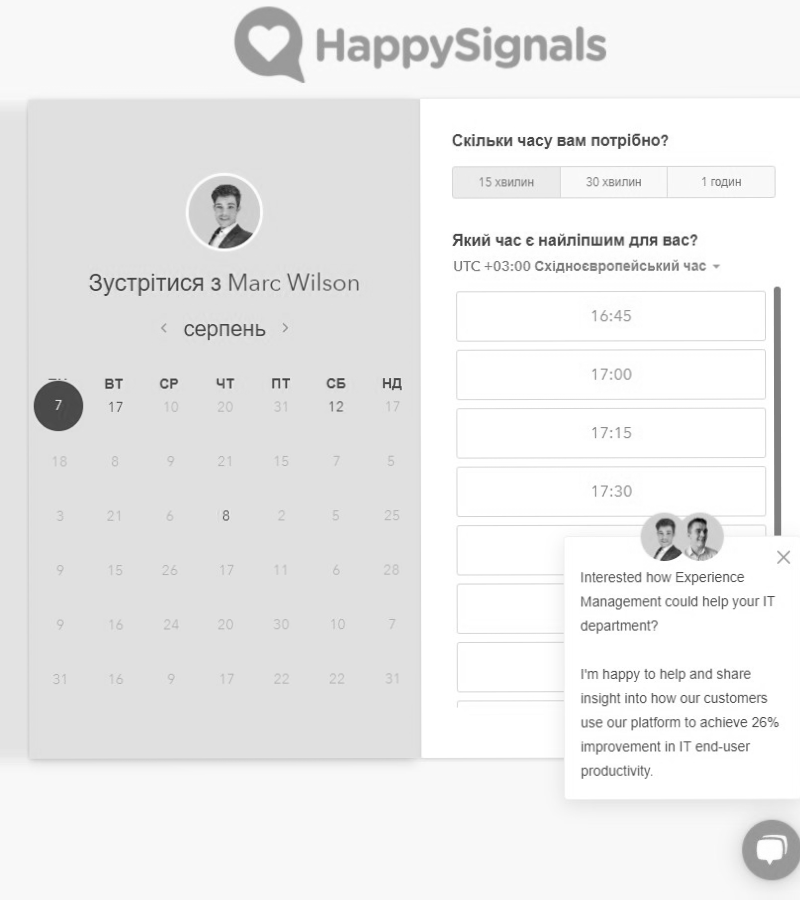 HappySignals
Зустрітися з Marc Wilson
серпень
ВТ СР ЧТ ПТ СБ НД
7 17 10 20 31 12 17
18 8 9 21 15 7 5
3 21 6 8 2 5 25
9 15 26 17 11 6 28
9 16 24 20 30 10 7
31 16 9 17 22 22 31
Скільки часу вам потрібно?
15 хвилин 30 хвилин 1 годин
Який час є найліпшим для вас?
UTC +03:00 Східноєвропейський час
16:45
17:00
17:15
17:30
Interested how Experience
Management could help your IT
department?
I'm happy to help and share
insight into how our customers
use our platform to achieve 26%
improvement in IT end-user
productivity.